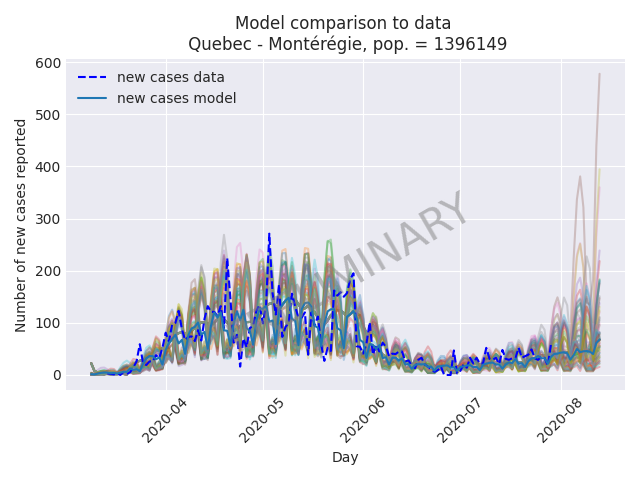 Model comparison to data
Quebec - Montérégie, pop. = 1396149
new cases data
new cases model
Number of new cases reported
600
500
400
300
200
100
0
2020-04
2020-05
2020-06
2020-07
2020-08
Day